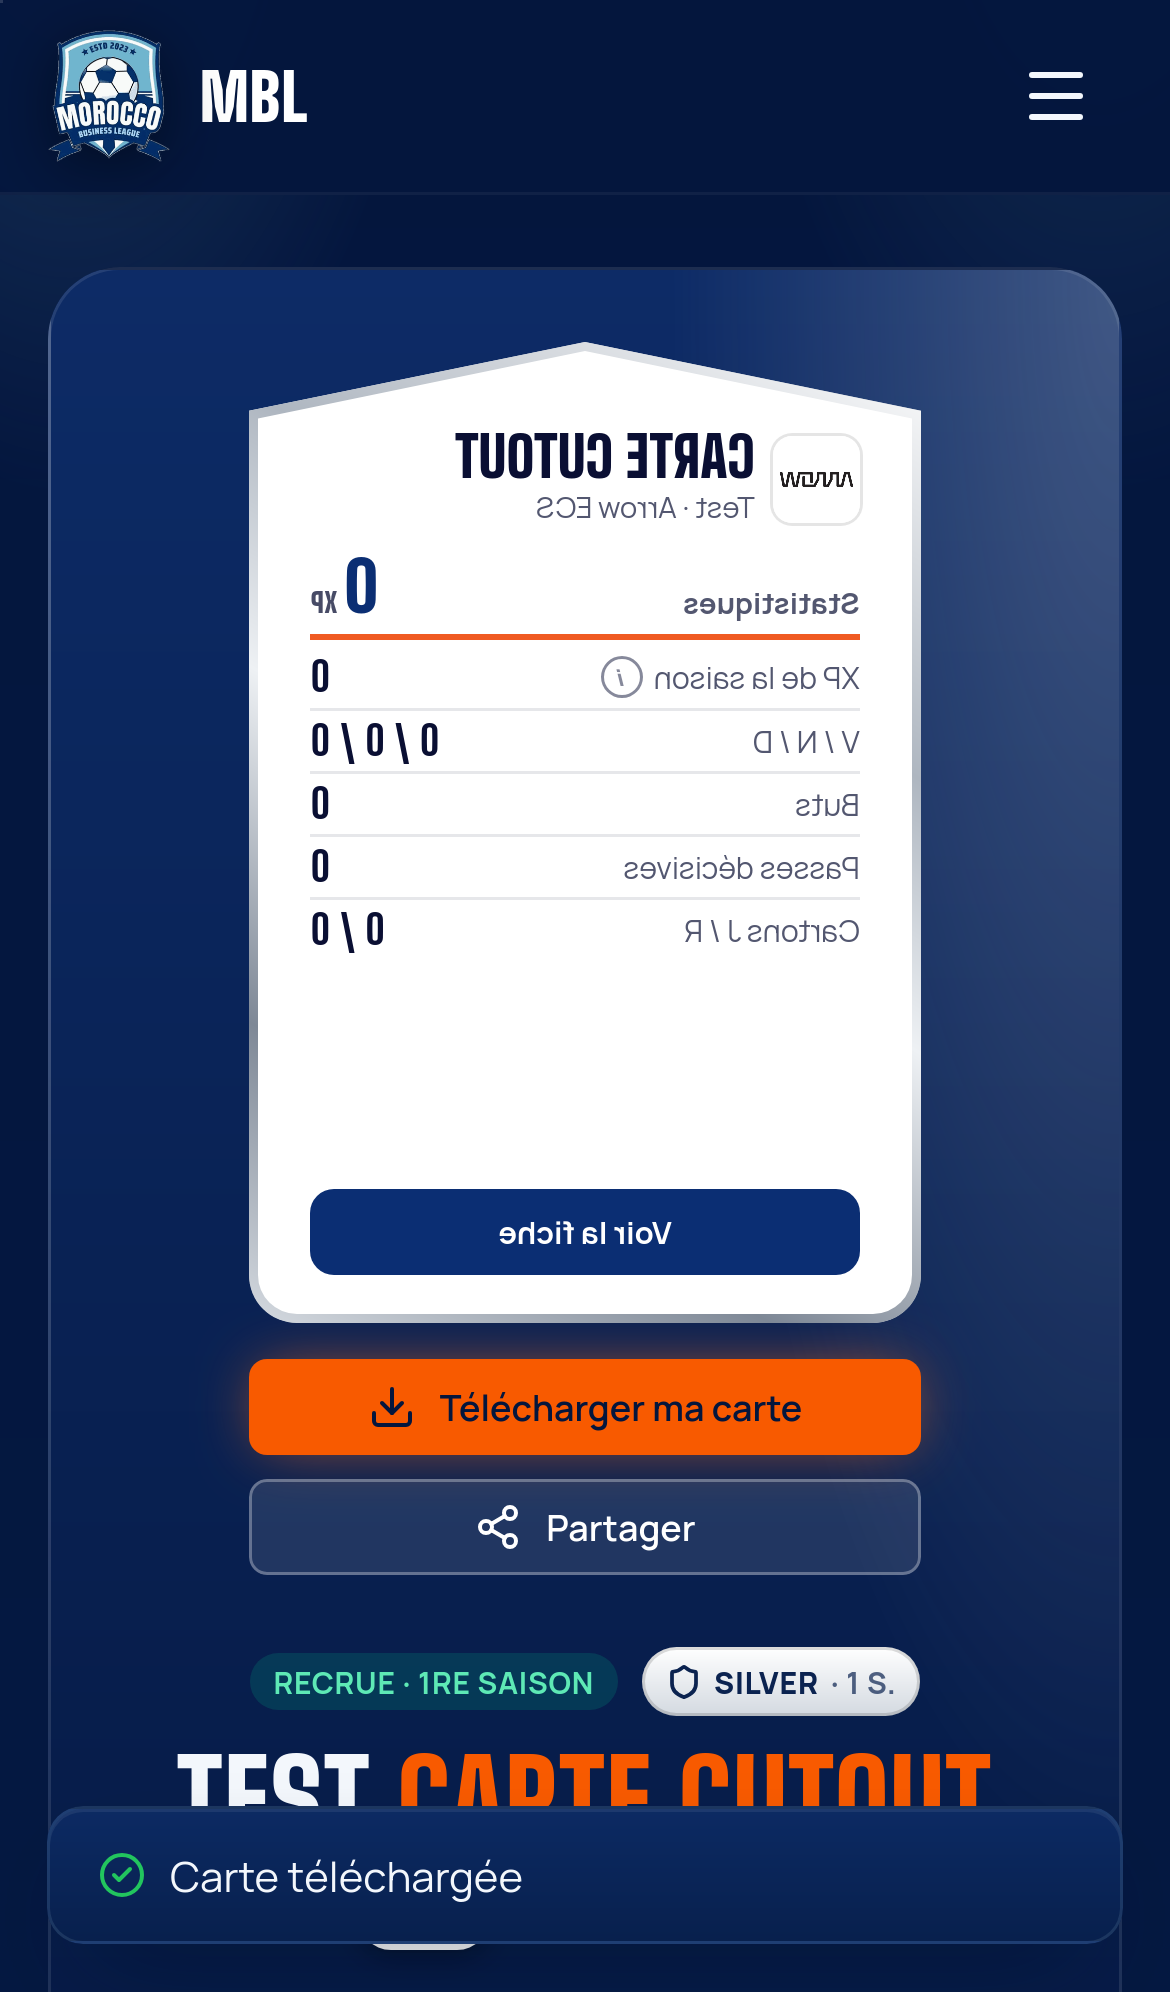 ★ ESTD 2023 ★
MOROCCO
BUSINESS LEAGUE
MBL
CARTE CUTOUT
Test · Arrow ECS
Statistiques
0 XP
XP de la saison i
0
V / N / D
0 / 0 / 0
Buts
0
Passes décisives
0
Cartons J / R
0 / 0
Voir la fiche
Télécharger ma carte
Partager
RECRUE · 1RE SAISON
SILVER · 1 S.
TEST CARTE CUTOUT
Carte téléchargée